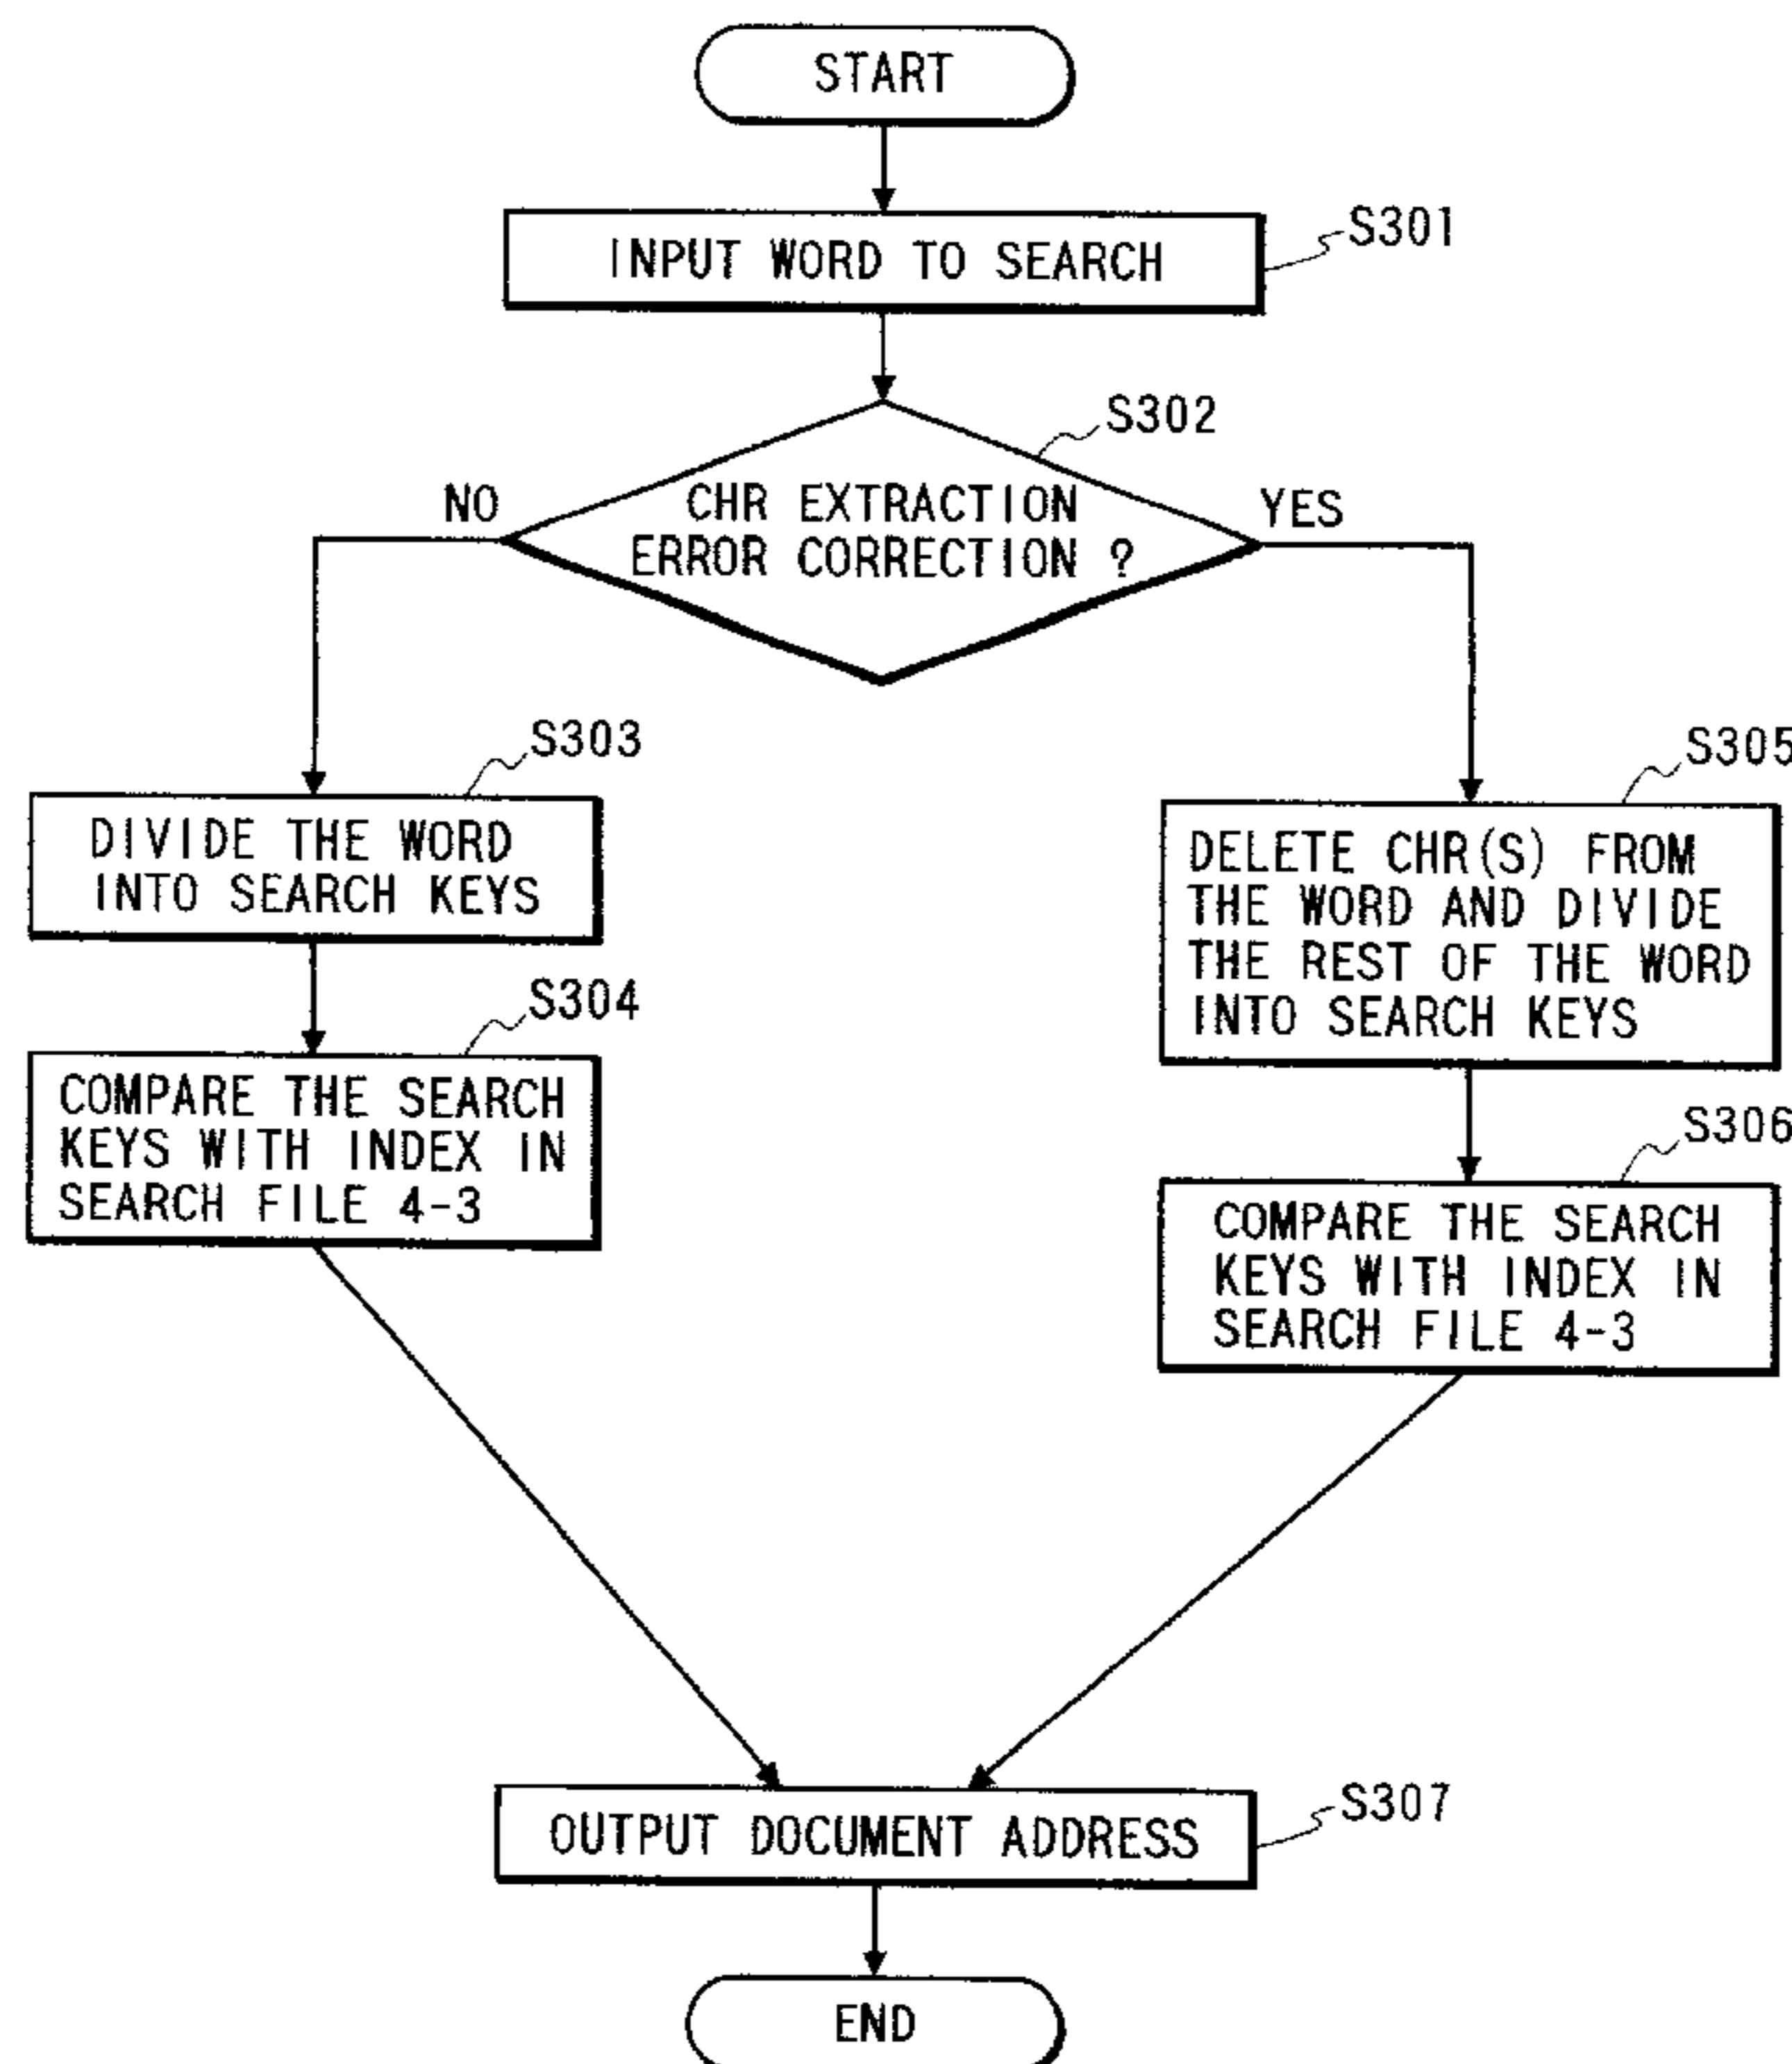 START
INPUT WORD TO SEARCH
S301
S302
NO
CHR EXTRACTION
ERROR CORRECTION ?
YES
S303
DIVIDE THE WORD
INTO SEARCH KEYS
S305
DELETE CHR(S) FROM
THE WORD AND DIVIDE
THE REST OF THE WORD
INTO SEARCH KEYS
S304
COMPARE THE SEARCH
KEYS WITH INDEX IN
SEARCH FILE 4-3
S306
COMPARE THE SEARCH
KEYS WITH INDEX IN
SEARCH FILE 4-3
OUTPUT DOCUMENT ADDRESS
S307
END